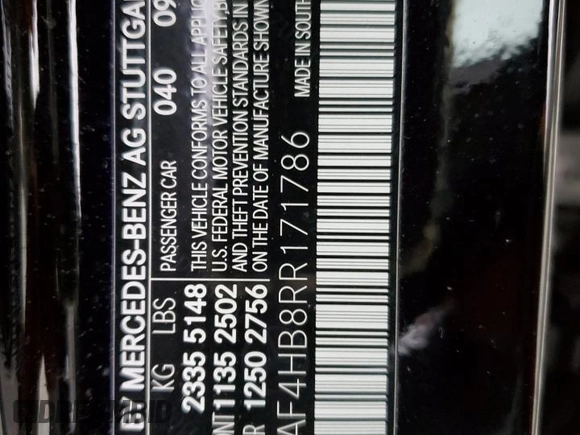 MERCEDES-BENZ AG STUTTGA
KG LBS PASSENGER CAR 040 09
2335 5148
1135 2502
1250 2756
THIS VEHICLE CONFORMS TO ALL APPL
U.S. FEDERAL MOTOR VEHICLE SAFETY,
AND THEFT PREVENTION STANDARDS IN
ON THE DATE OF MANUFACTURE SHOWN
AF4HB8RR171786 MADE IN SOUTH